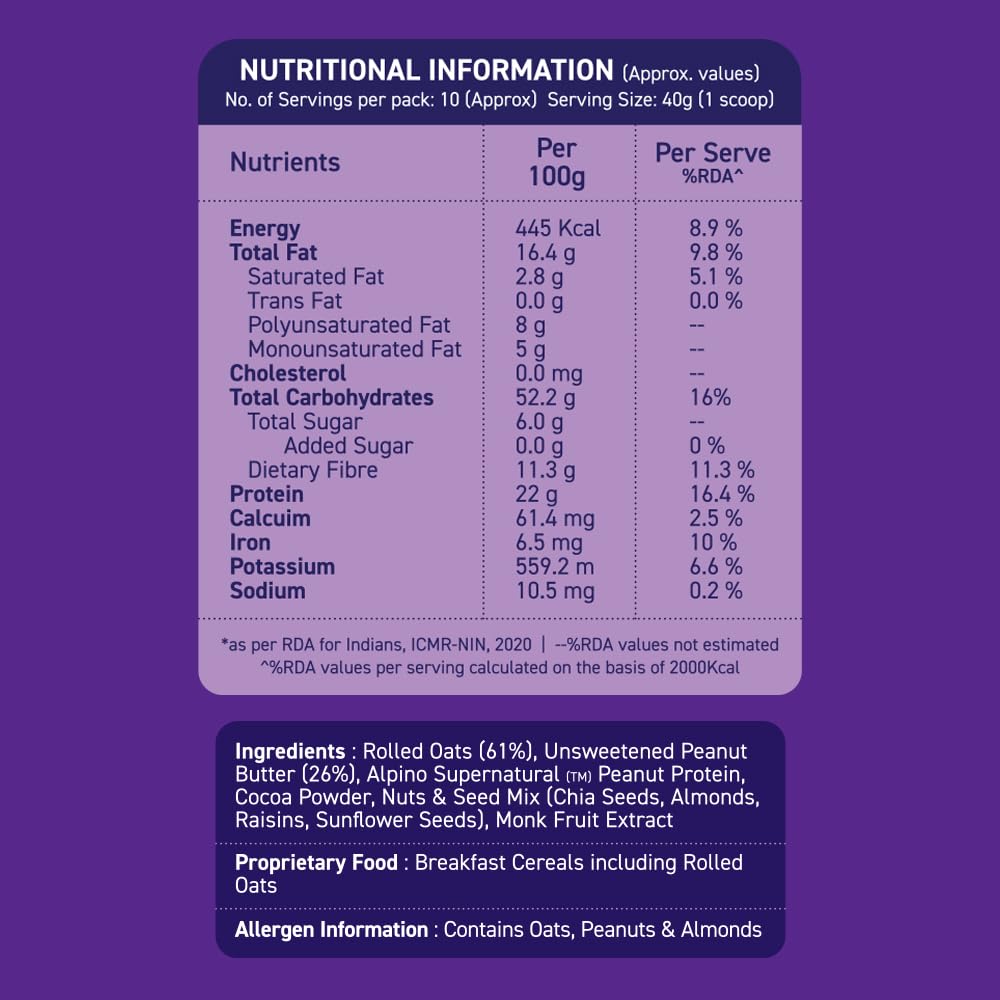 NUTRITIONAL INFORMATION (Approx. values)
No. of Servings per pack: 10 (Approx) Serving Size: 40g (1 scoop)
Nutrients Per 100g Per Serve %RDA^
Energy 445 Kcal 8.9 %
Total Fat 16.4 g 9.8 %
Saturated Fat 2.8 g 5.1 %
Trans Fat 0.0 g 0.0 %
Polyunsaturated Fat 8 g --
Monounsaturated Fat 5 g --
Cholesterol 0.0 mg --
Total Carbohydrates 52.2 g 16%
Total Sugar 6.0 g --
Added Sugar 0.0 g 0 %
Dietary Fibre 11.3 g 11.3 %
Protein 22 g 16.4 %
Calcuim 61.4 mg 2.5 %
Iron 6.5 mg 10 %
Potassium 559.2 m 6.6 %
Sodium 10.5 mg 0.2 %
*as per RDA for Indians, ICMR-NIN, 2020 | --%RDA values not estimated
^%RDA values per serving calculated on the basis of 2000Kcal
Ingredients : Rolled Oats (61%), Unsweetened Peanut
Butter (26%), Alpino Supernatural (TM) Peanut Protein,
Cocoa Powder, Nuts & Seed Mix (Chia Seeds, Almonds,
Raisins, Sunflower Seeds), Monk Fruit Extract
Proprietary Food : Breakfast Cereals including Rolled
Oats
Allergen Information : Contains Oats, Peanuts & Almonds